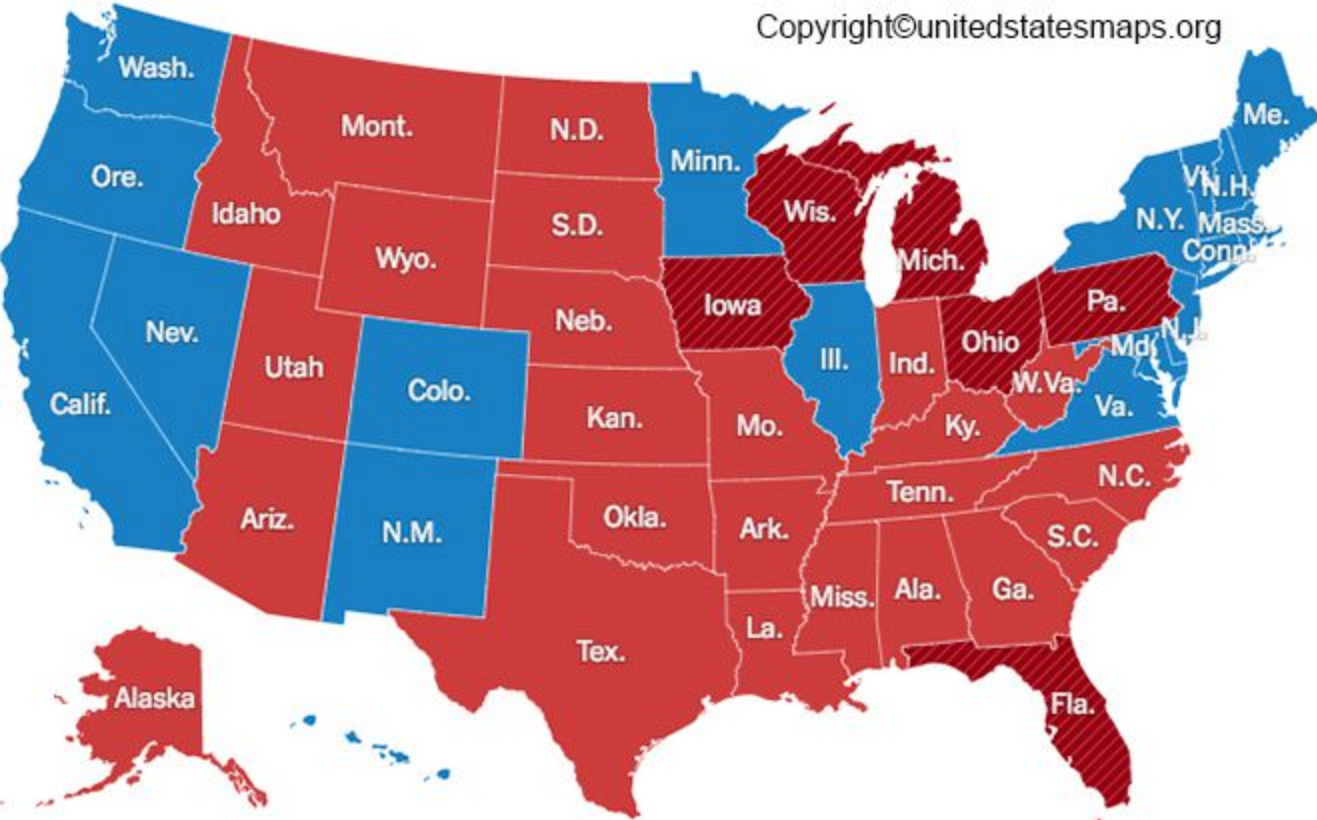 Copyright©unitedstatesmaps.org
Wash.
Mont.
N.D.
Minn.
Me.
Ore.
Idaho
S.D.
Wis.
Vt.
N.H.
N.Y.
Mass.
Conn.
Wyo.
Mich.
Nev.
Neb.
Iowa
Pa.
N.J.
Utah
Colo.
Ill.
Ind.
Ohio
Md.
W.Va.
Calif.
Kan.
Mo.
Ky.
Va.
Ariz.
N.M.
Okla.
Ark.
Tenn.
N.C.
S.C.
Tex.
La.
Miss.
Ala.
Ga.
Alaska
Fla.